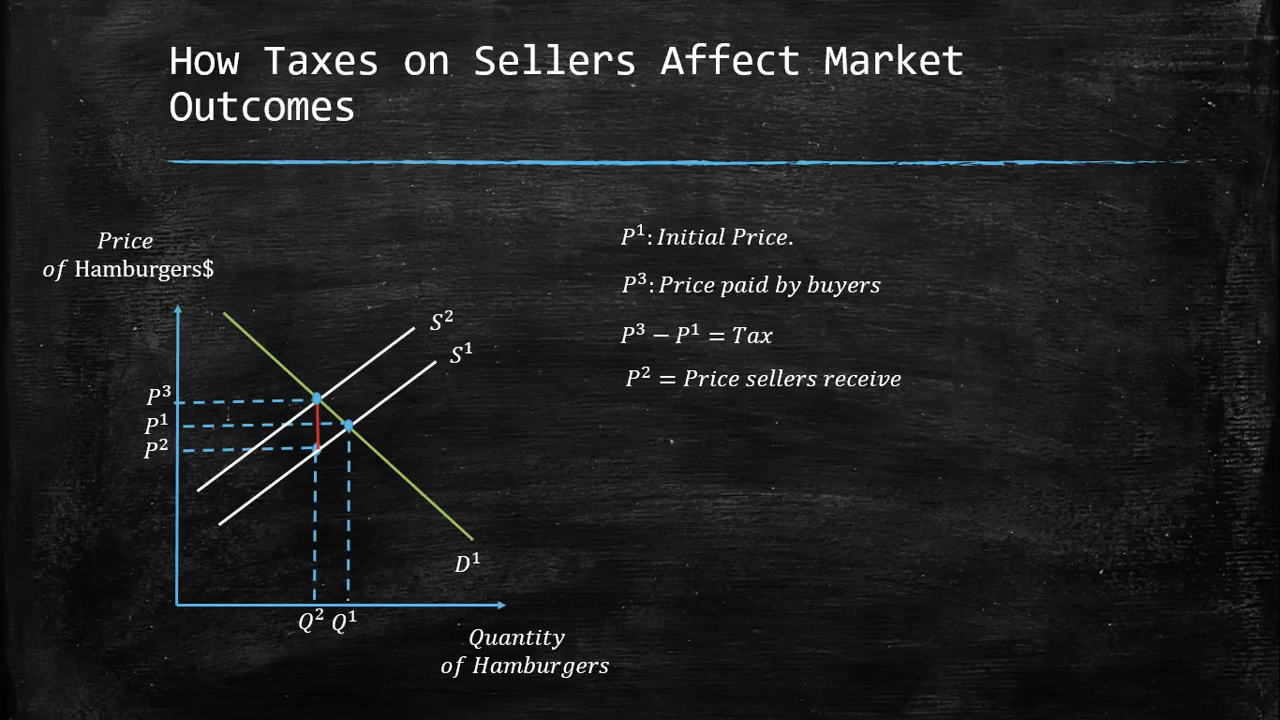 How Taxes on Sellers Affect Market
Outcomes
Price
of Hamburgers$
P¹: Initial Price.
P³: Price paid by buyers
P³ − P¹ = Tax
P² = Price sellers receive
S²
S¹
P³
P¹
P²
D¹
Q² Q¹
Quantity
of Hamburgers